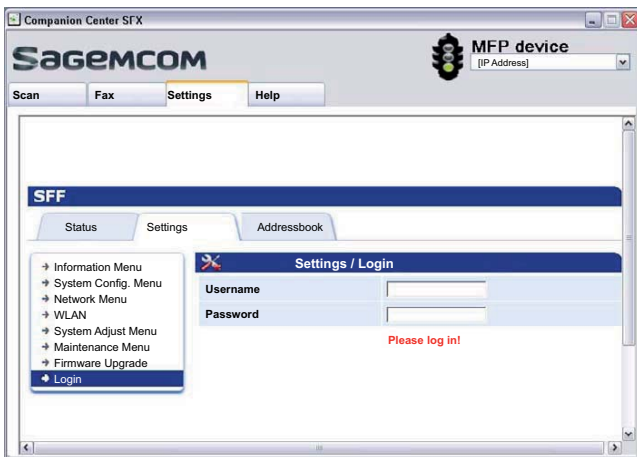 Companion Center SFX
Sagemcom
MFP device
[IP Address]
Scan Fax Settings Help
SFF
Status Settings Addressbook
Information Menu
System Config. Menu
Network Menu
WLAN
System Adjust Menu
Maintenance Menu
Firmware Upgrade
Login
Settings / Login
Username
Password
Please log in!